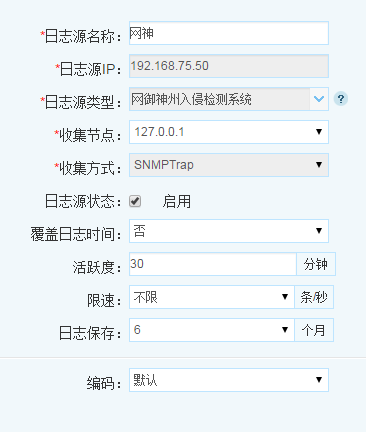 *日志源名称： 网神
*日志源IP： 192.168.75.50
*日志源类型： 网御神州入侵检测系统 ?
*收集节点： 127.0.0.1
*收集方式： SNMPTrap
日志源状态： 启用
覆盖日志时间： 否
活跃度： 30 分钟
限速： 不限 条/秒
日志保存： 6 个月
编码： 默认